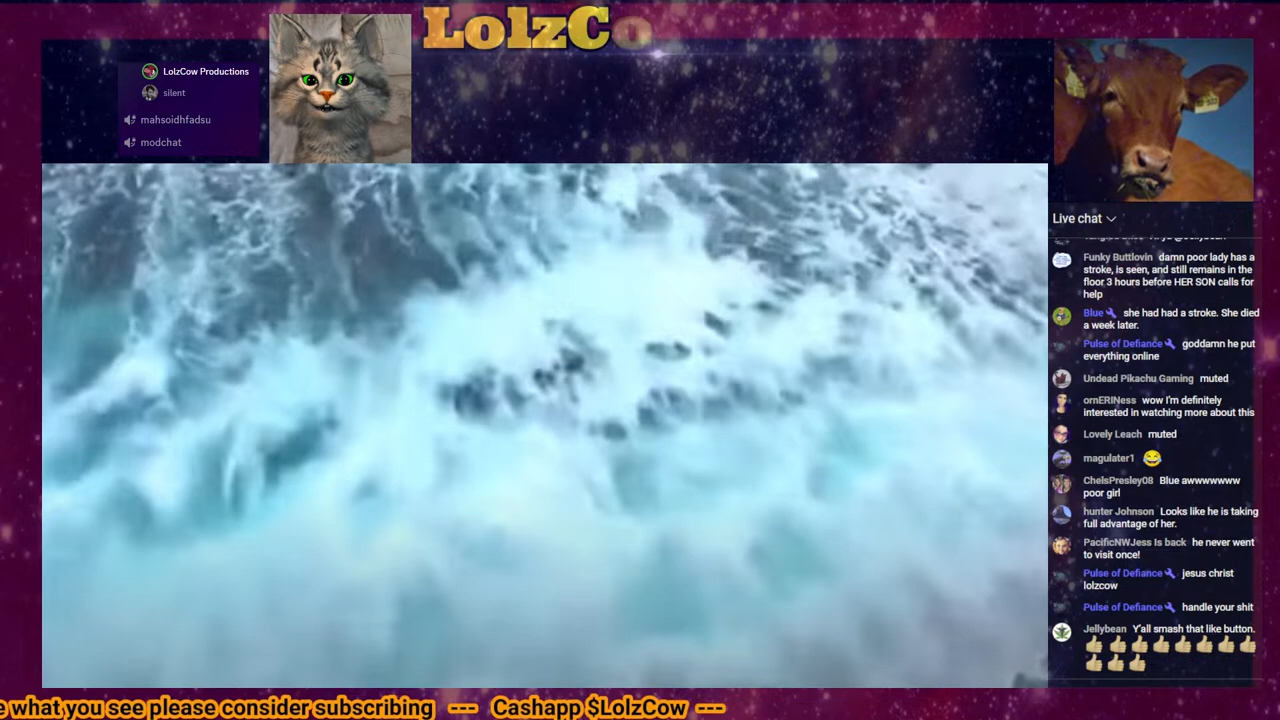 LolzCo
LolzCow Productions
silent
mahsoidhfadsu
modchat
Live chat
Funky Buttlovin damn poor lady has a
stroke, is seen, and still remains in the
floor 3 hours before HER SON calls for
help
Blue she had had a stroke. She died
a week later.
Pulse of Defiance goddamn he put
everything online
Undead Pikachu Gaming muted
ornERINess wow I'm definitely
interested in watching more about this
Lovely Leach muted
magulater1 😂
ChelsPresley08 Blue awwwwwww
poor girl
hunter Johnson Looks like he is taking
full advantage of her.
PacificNWJess Is back he never went
to visit once!
Pulse of Defiance jesus christ
lolzcow
Pulse of Defiance handle your shit
Jellybean Y'all smash that like button.
e what you see please consider subscribing --- Cashapp $LolzCow ---